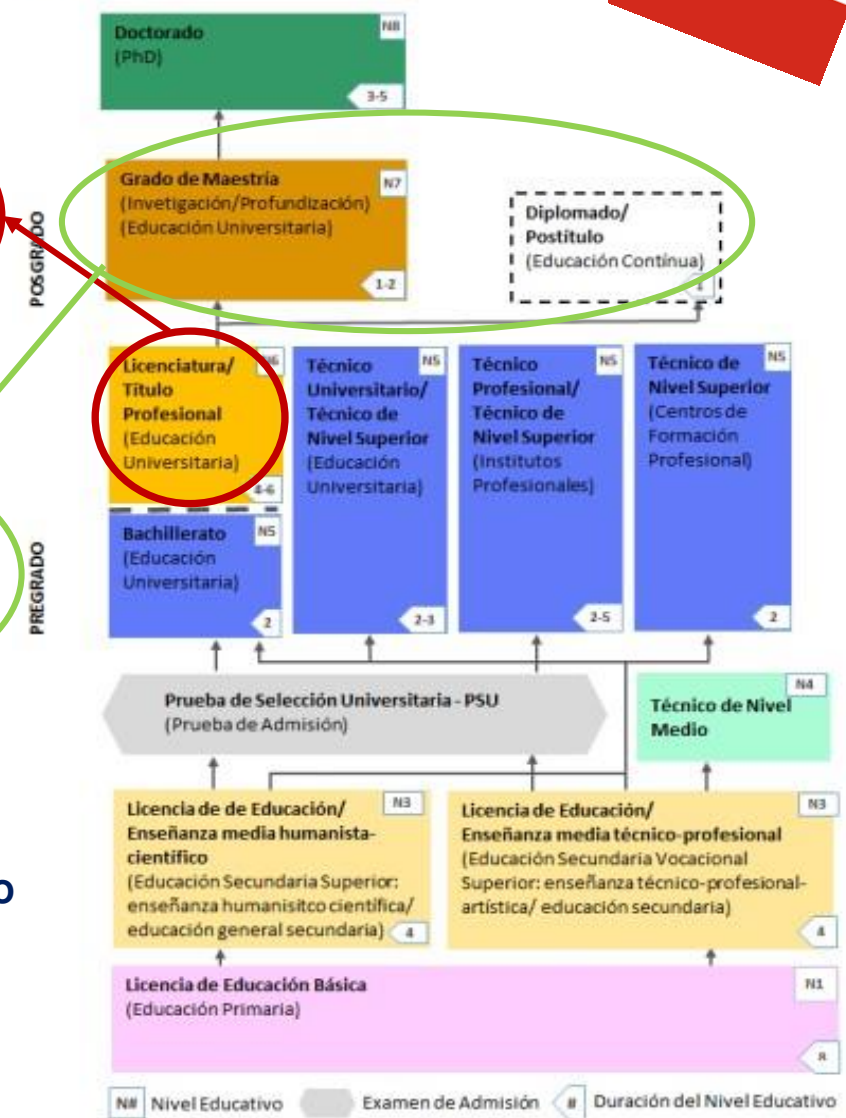 Doctorado
(PhD)
N8
3-5
POSGRADO
Grado de Maestría
(Invetigación/Profundización)
(Educación Universitaria)
N7
1-2
Diplomado/
Postítulo
(Educación Contínua)
1
PREGRADO
Licenciatura/
Título
Profesional
(Educación
Universitaria)
N6
4-6
Bachillerato
(Educación
Universitaria)
N5
2
Técnico
Universitario/
Técnico de
Nivel Superior
(Educación
Universitaria)
N5
2-3
Técnico
Profesional/
Técnico de
Nivel Superior
(Institutos
Profesionales)
N5
2-5
Técnico de
Nivel Superior
(Centros de
Formación
Profesional)
N5
2
Prueba de Selección Universitaria - PSU
(Prueba de Admisión)
Técnico de Nivel
Medio
N4
Licencia de de Educación/
Enseñanza media humanista-
científico
(Educación Secundaria Superior:
enseñanza humanisitco científica/
educación general secundaria)
N3
4
Licencia de Educación/
Enseñanza media técnico-profesional
(Educación Secundaria Vocacional
Superior: enseñanza técnico-profesional-
artística/ educación secundaria)
N3
4
o
Licencia de Educación Básica
(Educación Primaria)
N1
8
N# Nivel Educativo
Examen de Admisión
# Duración del Nivel Educativo